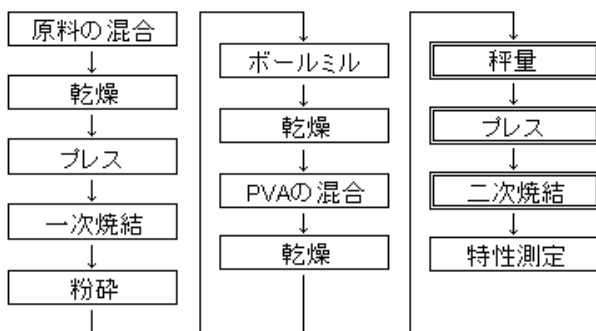 原料の混合
乾燥
プレス
一次焼結
粉砕
ボールミル
乾燥
PVAの混合
乾燥
秤量
プレス
二次焼結
特性測定